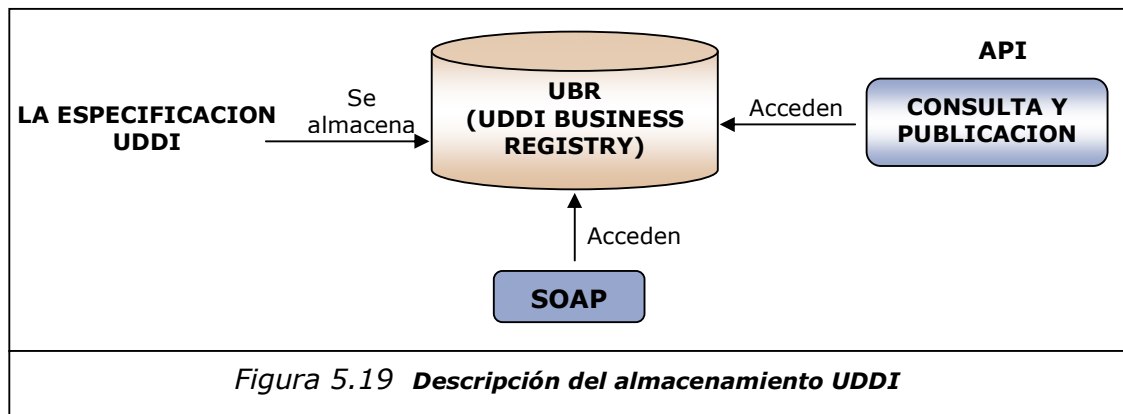 LA ESPECIFICACION
UDDI
Se
almacena
UBR
(UDDI BUSINESS
REGISTRY)
Acceden
API
CONSULTA Y
PUBLICACION
Acceden
SOAP
Figura 5.19 Descripción del almacenamiento UDDI